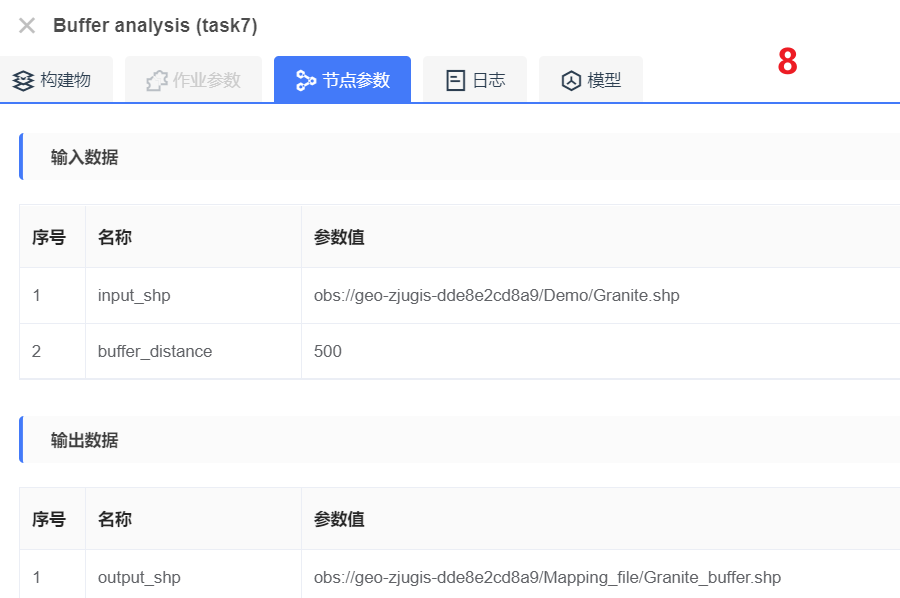 Buffer analysis (task7)
构建物 作业参数 节点参数 日志 模型 8
输入数据
序号 名称 参数值
1 input_shp obs://geo-zjugis-dde8e2cd8a9/Demo/Granite.shp
2 buffer_distance 500
输出数据
序号 名称 参数值
1 output_shp obs://geo-zjugis-dde8e2cd8a9/Mapping_file/Granite_buffer.shp